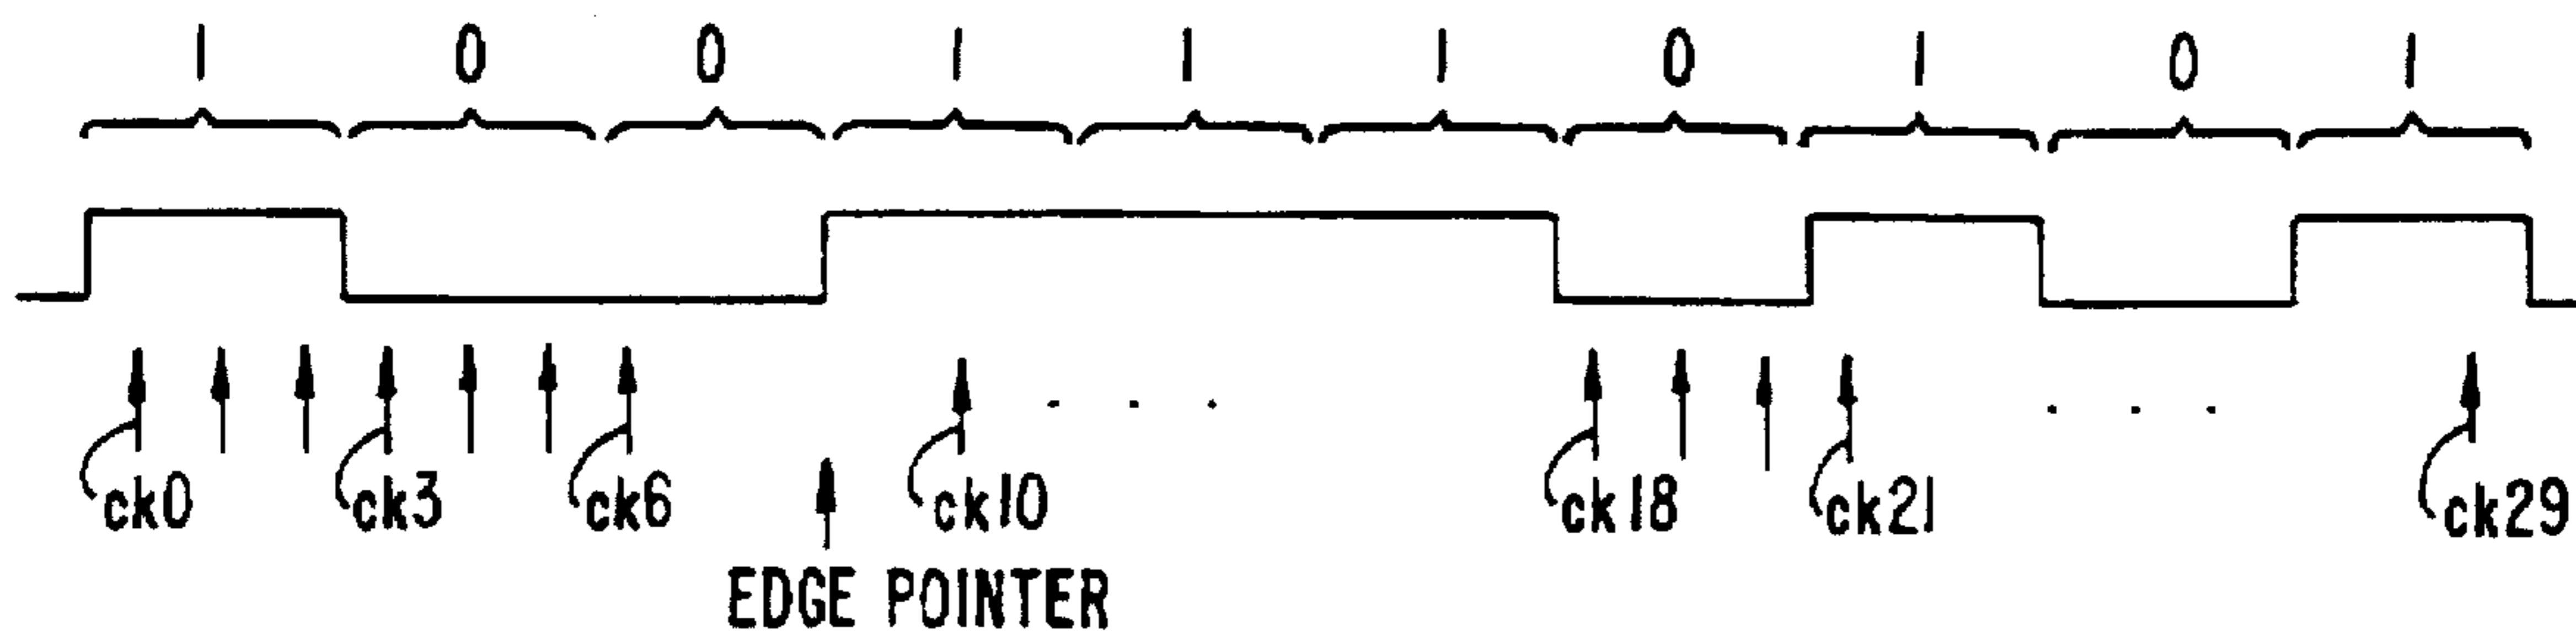 1 0 0 1 1 1 0 1 0 1
. . . . . .
ck0 ck3 ck6 ck10 ck18 ck21 ck29
EDGE POINTER